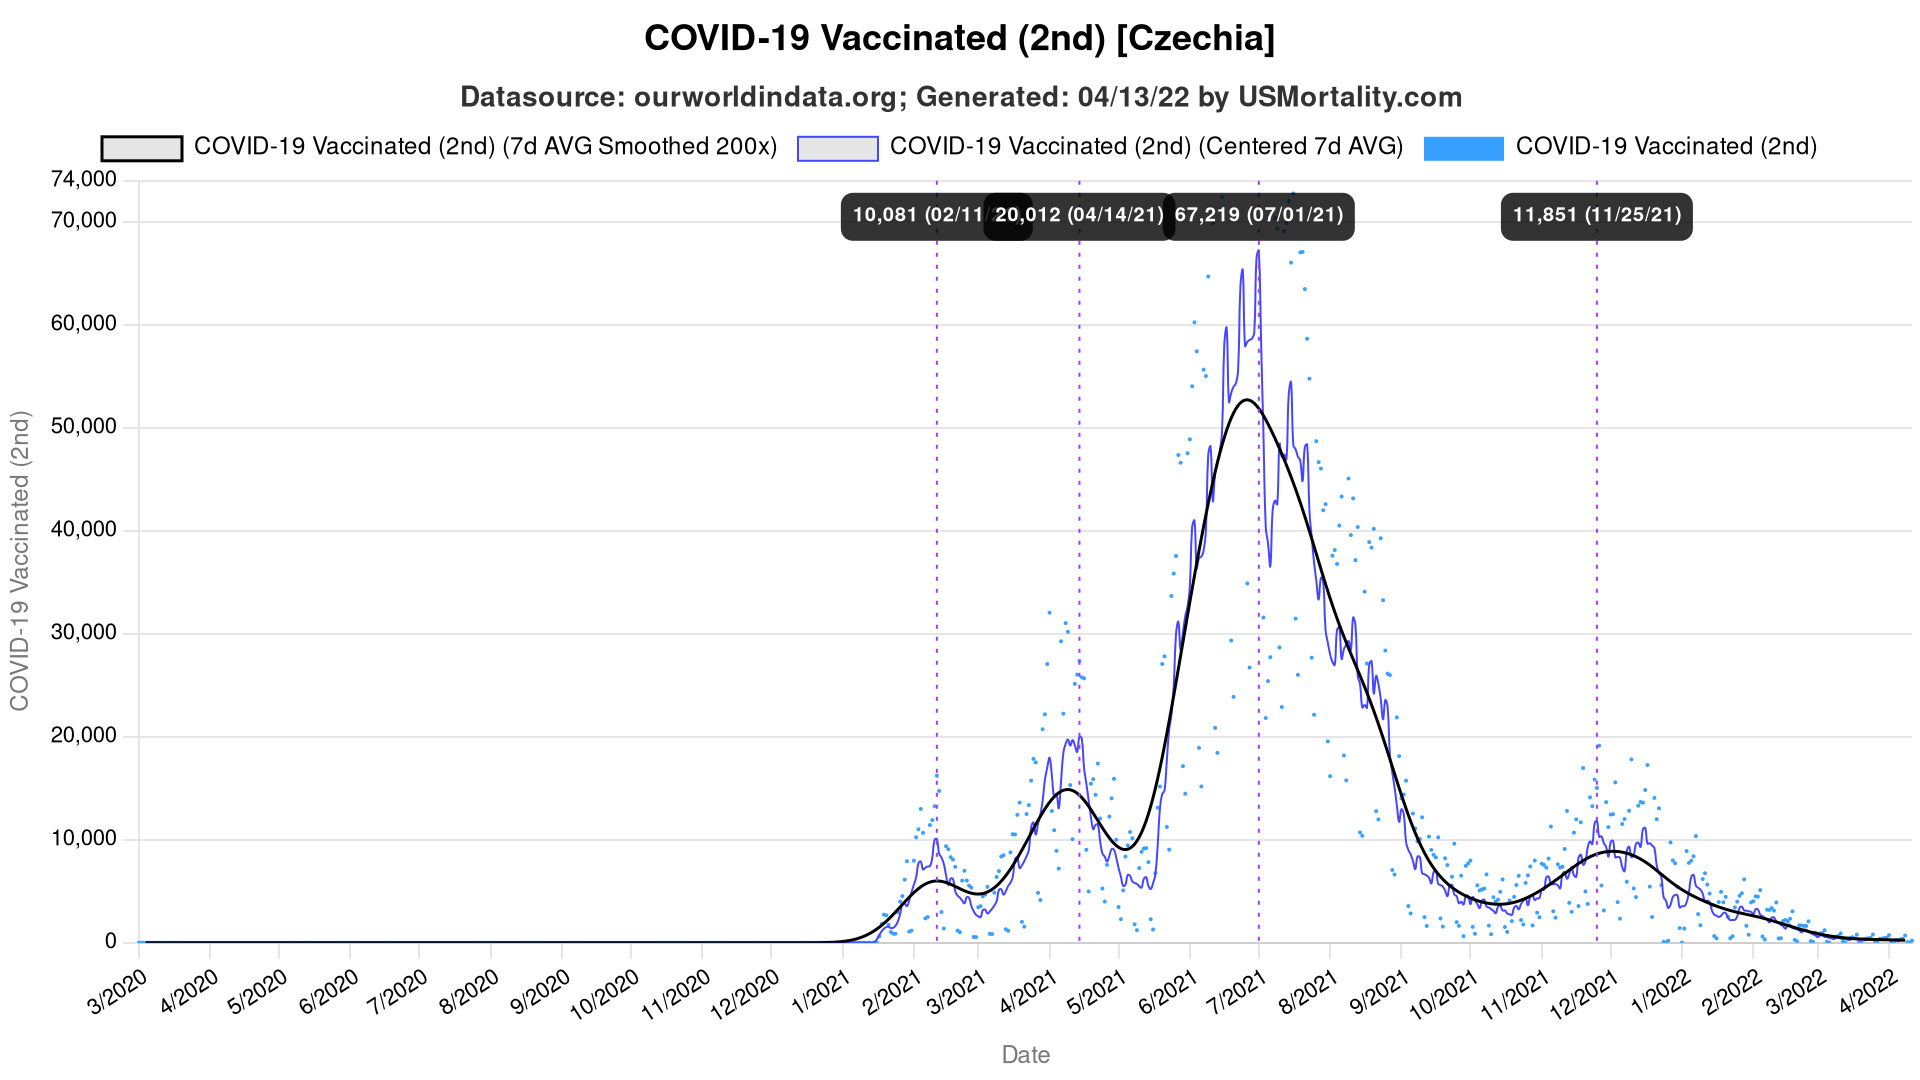 COVID-19 Vaccinated (2nd) [Czechia]
Datasource: ourworldindata.org; Generated: 04/13/22 by USMortality.com
COVID-19 Vaccinated (2nd) (7d AVG Smoothed 200x) COVID-19 Vaccinated (2nd) (Centered 7d AVG) COVID-19 Vaccinated (2nd)
74,000
10,081 (02/11/ 20,012 (04/14/21) 67,219 (07/01/21) 11,851 (11/25/21)
70,000
60,000
50,000
40,000
30,000
20,000
10,000
0
COVID-19 Vaccinated (2nd)
3/2020 4/2020 5/2020 6/2020 7/2020 8/2020 9/2020 10/2020 11/2020 12/2020 1/2021 2/2021 3/2021 4/2021 5/2021 6/2021 7/2021 8/2021 9/2021 10/2021 11/2021 12/2021 1/2022 2/2022 3/2022 4/2022
Date